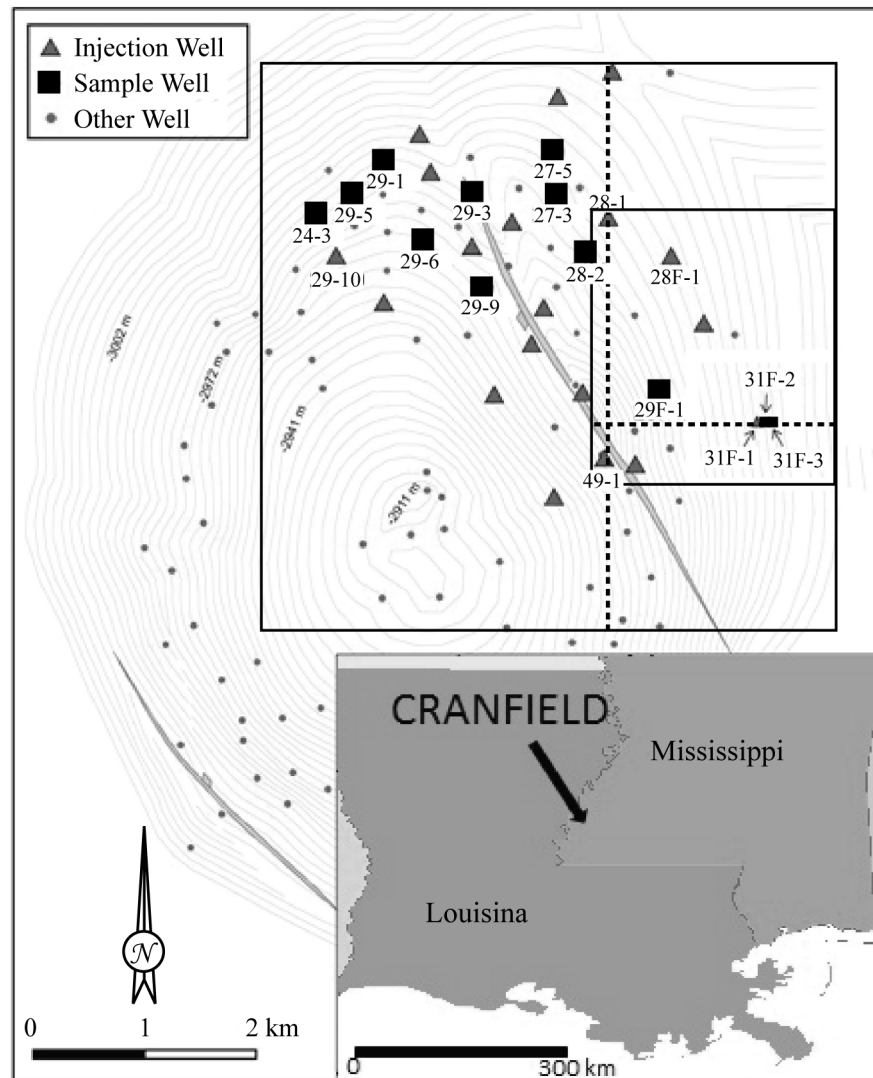 Injection Well
Sample Well
Other Well
29-1
27-5
29-5
29-3
27-3
28-1
24-3
29-6
28-2
29-10
28F-1
29-9
-3002 m
-2972 m
-2941 m
-2911 m
31F-2
29F-1
31F-1
31F-3
49-1
CRANFIELD
Mississippi
Louisina
N
0 1 2 km
0 300 km